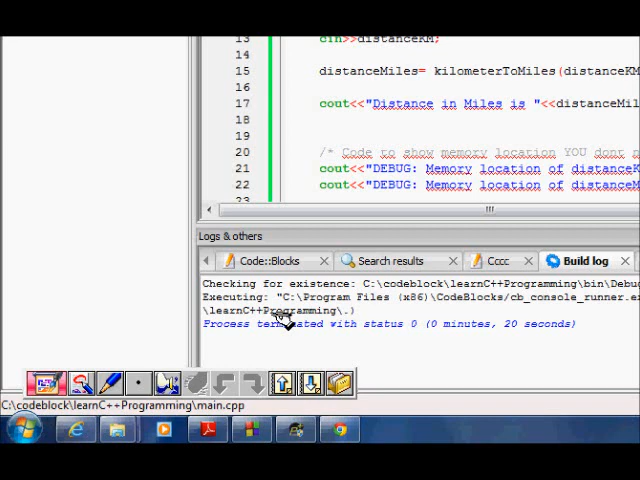 13 cin>>distanceKM;
14
15 distanceMiles= kilometerToMiles(distanceKM
16
17 cout<<"Distance in Miles is "<<distanceMil
18
19
20 /* Code to show memory location YOU dont n
21 cout<<"DEBUG: Memory location of distanceK
22 cout<<"DEBUG: Memory location of distanceM
23
Logs & others
Code::Blocks Search results Cccc Build log
Checking for existence: C:\codeblock\learnC++Programming\bin\Debug
Executing: "C:\Program Files (x86)\CodeBlocks/cb_console_runner.ex
\learnC++Programming\.)
Process terminated with status 0 (0 minutes, 20 seconds)
C:\codeblock\learnC++Programming\main.cpp